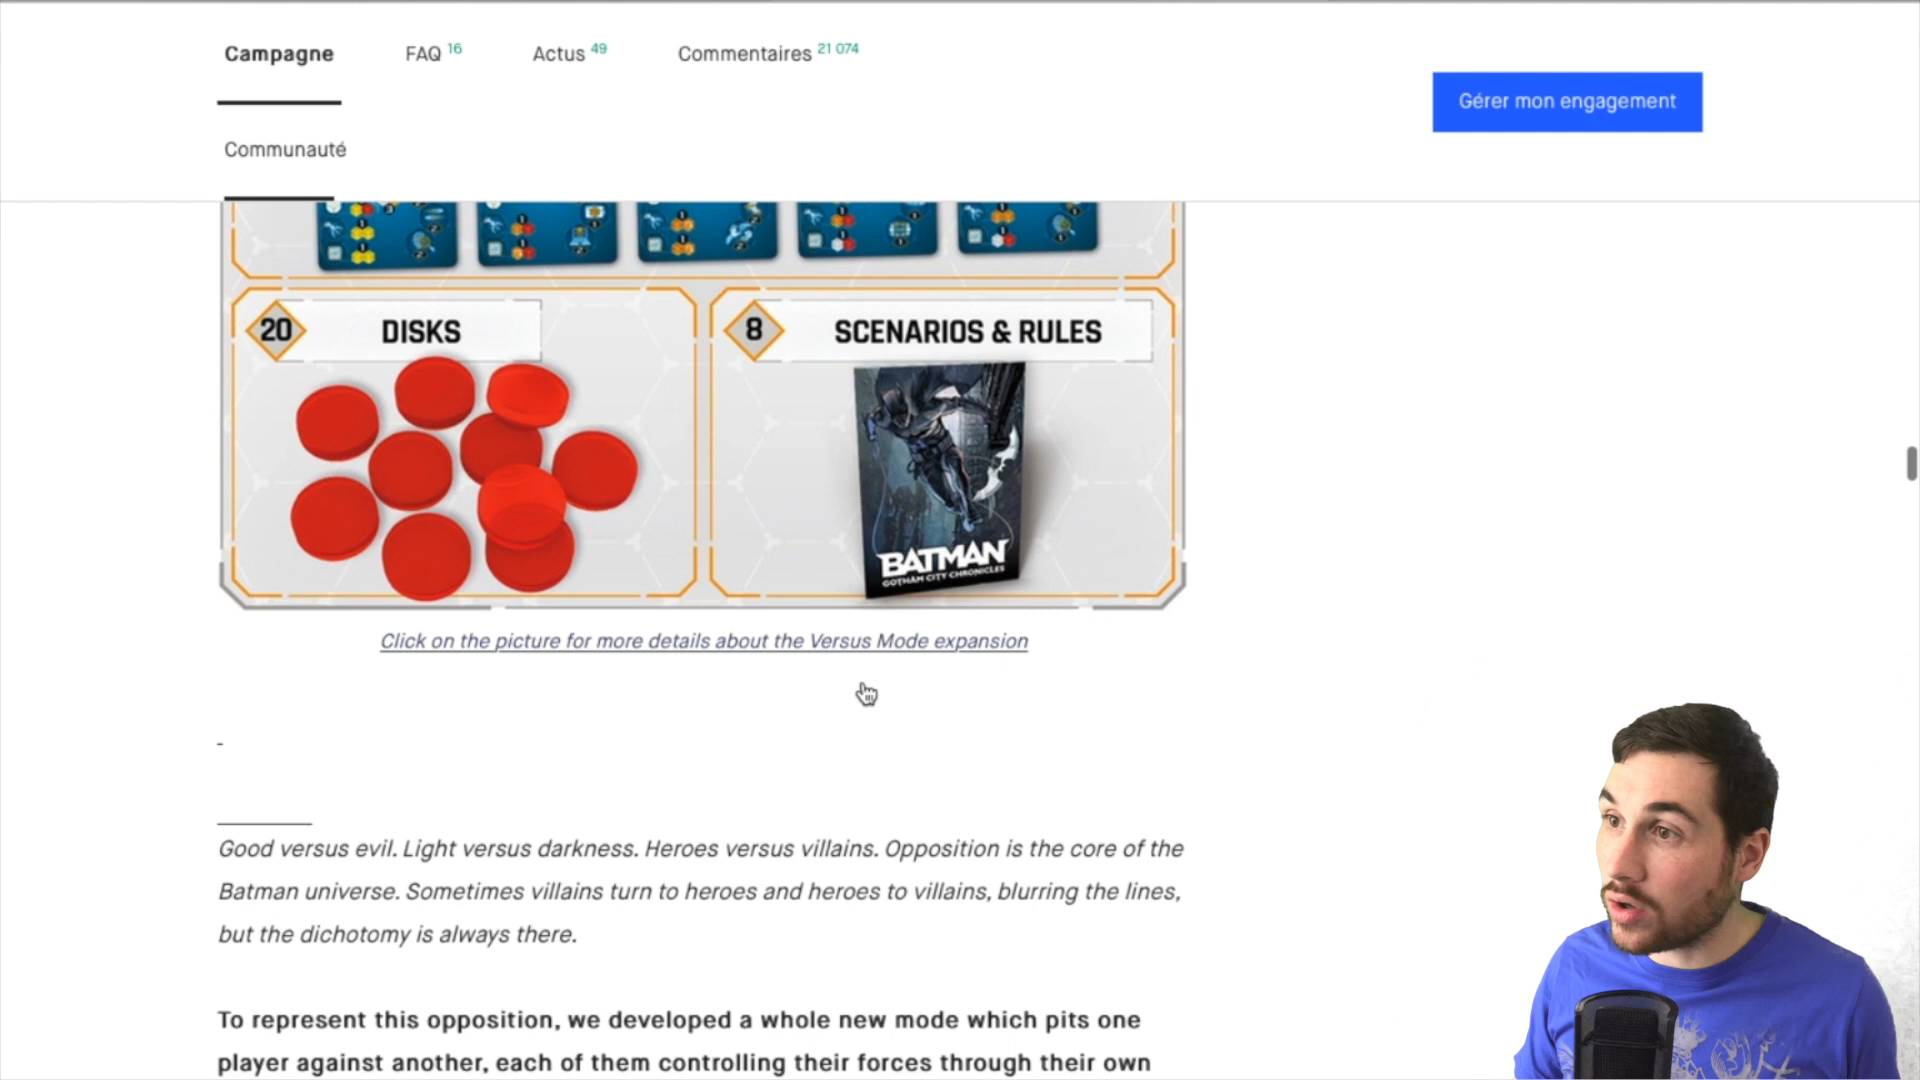 Campagne
FAQ 16
Actus 49
Commentaires 21 074
Gérer mon engagement
Communauté
20
DISKS
8
SCENARIOS & RULES
BATMAN
GOTHAM CITY CHRONICLES
Click on the picture for more details about the Versus Mode expansion
-
Good versus evil. Light versus darkness. Heroes versus villains. Opposition is the core of the
Batman universe. Sometimes villains turn to heroes and heroes to villains, blurring the lines,
but the dichotomy is always there.
To represent this opposition, we developed a whole new mode which pits one
player against another, each of them controlling their forces through their own